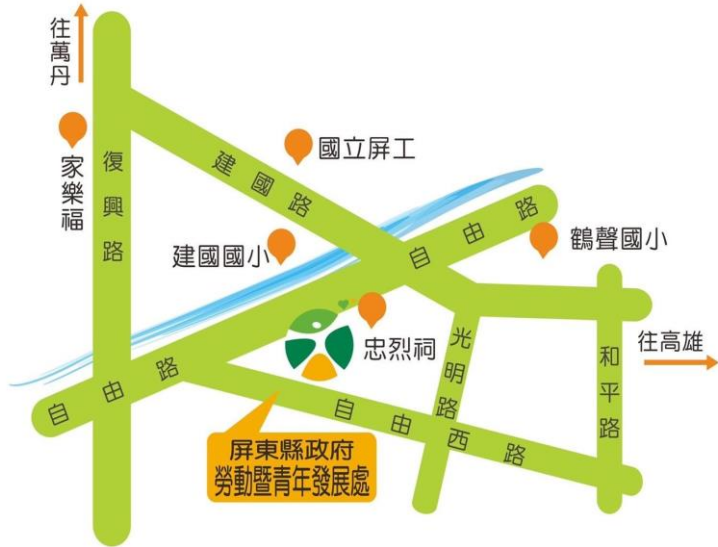 往萬丹
家樂福
復興路
建國路
國立屏工
建國國小
自由路
鶴聲國小
忠烈祠
光明路
和平路
往高雄
自由路
自由西路
屏東縣政府
勞動暨青年發展處